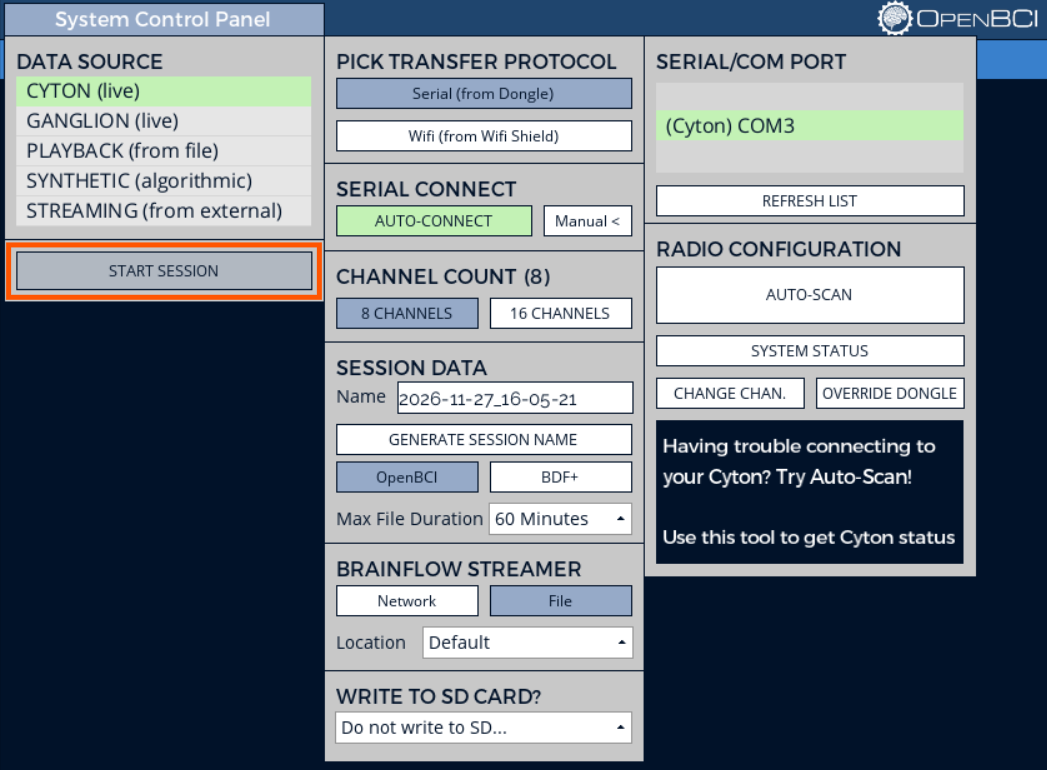 System Control Panel
OpenBCI
DATA SOURCE
CYTON (live)
GANGLION (live)
PLAYBACK (from file)
SYNTHETIC (algorithmic)
STREAMING (from external)
START SESSION
PICK TRANSFER PROTOCOL
Serial (from Dongle)
Wifi (from Wifi Shield)
SERIAL CONNECT
AUTO-CONNECT
Manual <
CHANNEL COUNT (8)
8 CHANNELS
16 CHANNELS
SESSION DATA
Name 2026-11-27_16-05-21
GENERATE SESSION NAME
OpenBCI
BDF+
Max File Duration 60 Minutes
BRAINFLOW STREAMER
Network
File
Location Default
WRITE TO SD CARD?
Do not write to SD...
SERIAL/COM PORT
(Cyton) COM3
REFRESH LIST
RADIO CONFIGURATION
AUTO-SCAN
SYSTEM STATUS
CHANGE CHAN.
OVERRIDE DONGLE
Having trouble connecting to
your Cyton? Try Auto-Scan!
Use this tool to get Cyton status